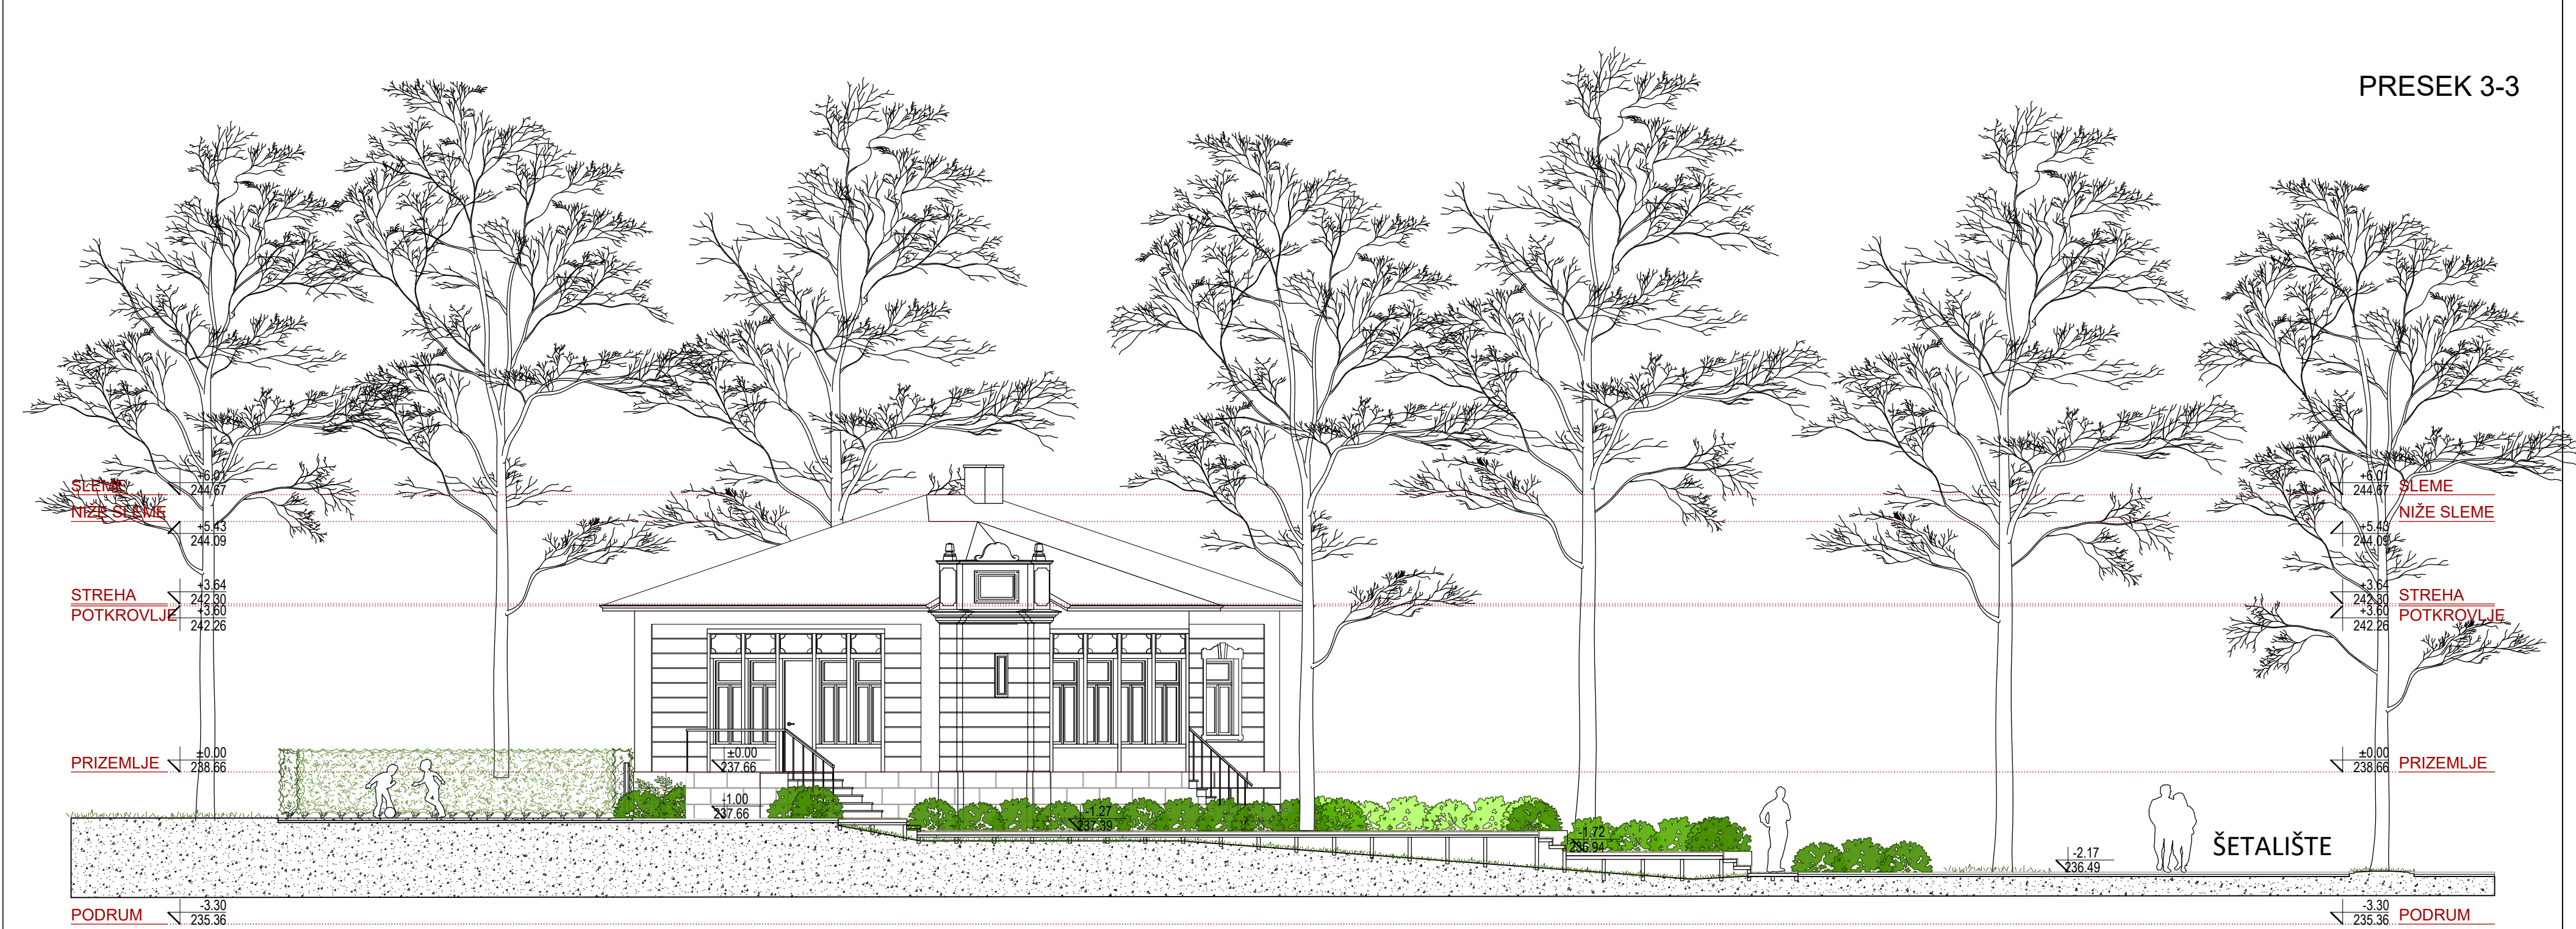 PRESEK 3-3
SLEME
+6.01
244.67
NIŽE SLEME
+5.43
244.09
STREHA
+3.64
242.30
POTKROVLJE
+3.60
242.26
PRIZEMLJE
±0.00
238.66
PODRUM
-3.30
235.36
±0.00
237.66
-1.00
237.66
-1.27
237.39
-1.72
236.94
-2.17
236.49
ŠETALIŠTE
+6.01
244.67
SLEME
NIŽE SLEME
+5.43
244.09
+3.64
242.30
STREHA
+3.60
242.26
POTKROVLJE
±0.00
238.66
PRIZEMLJE
-3.30
235.36
PODRUM